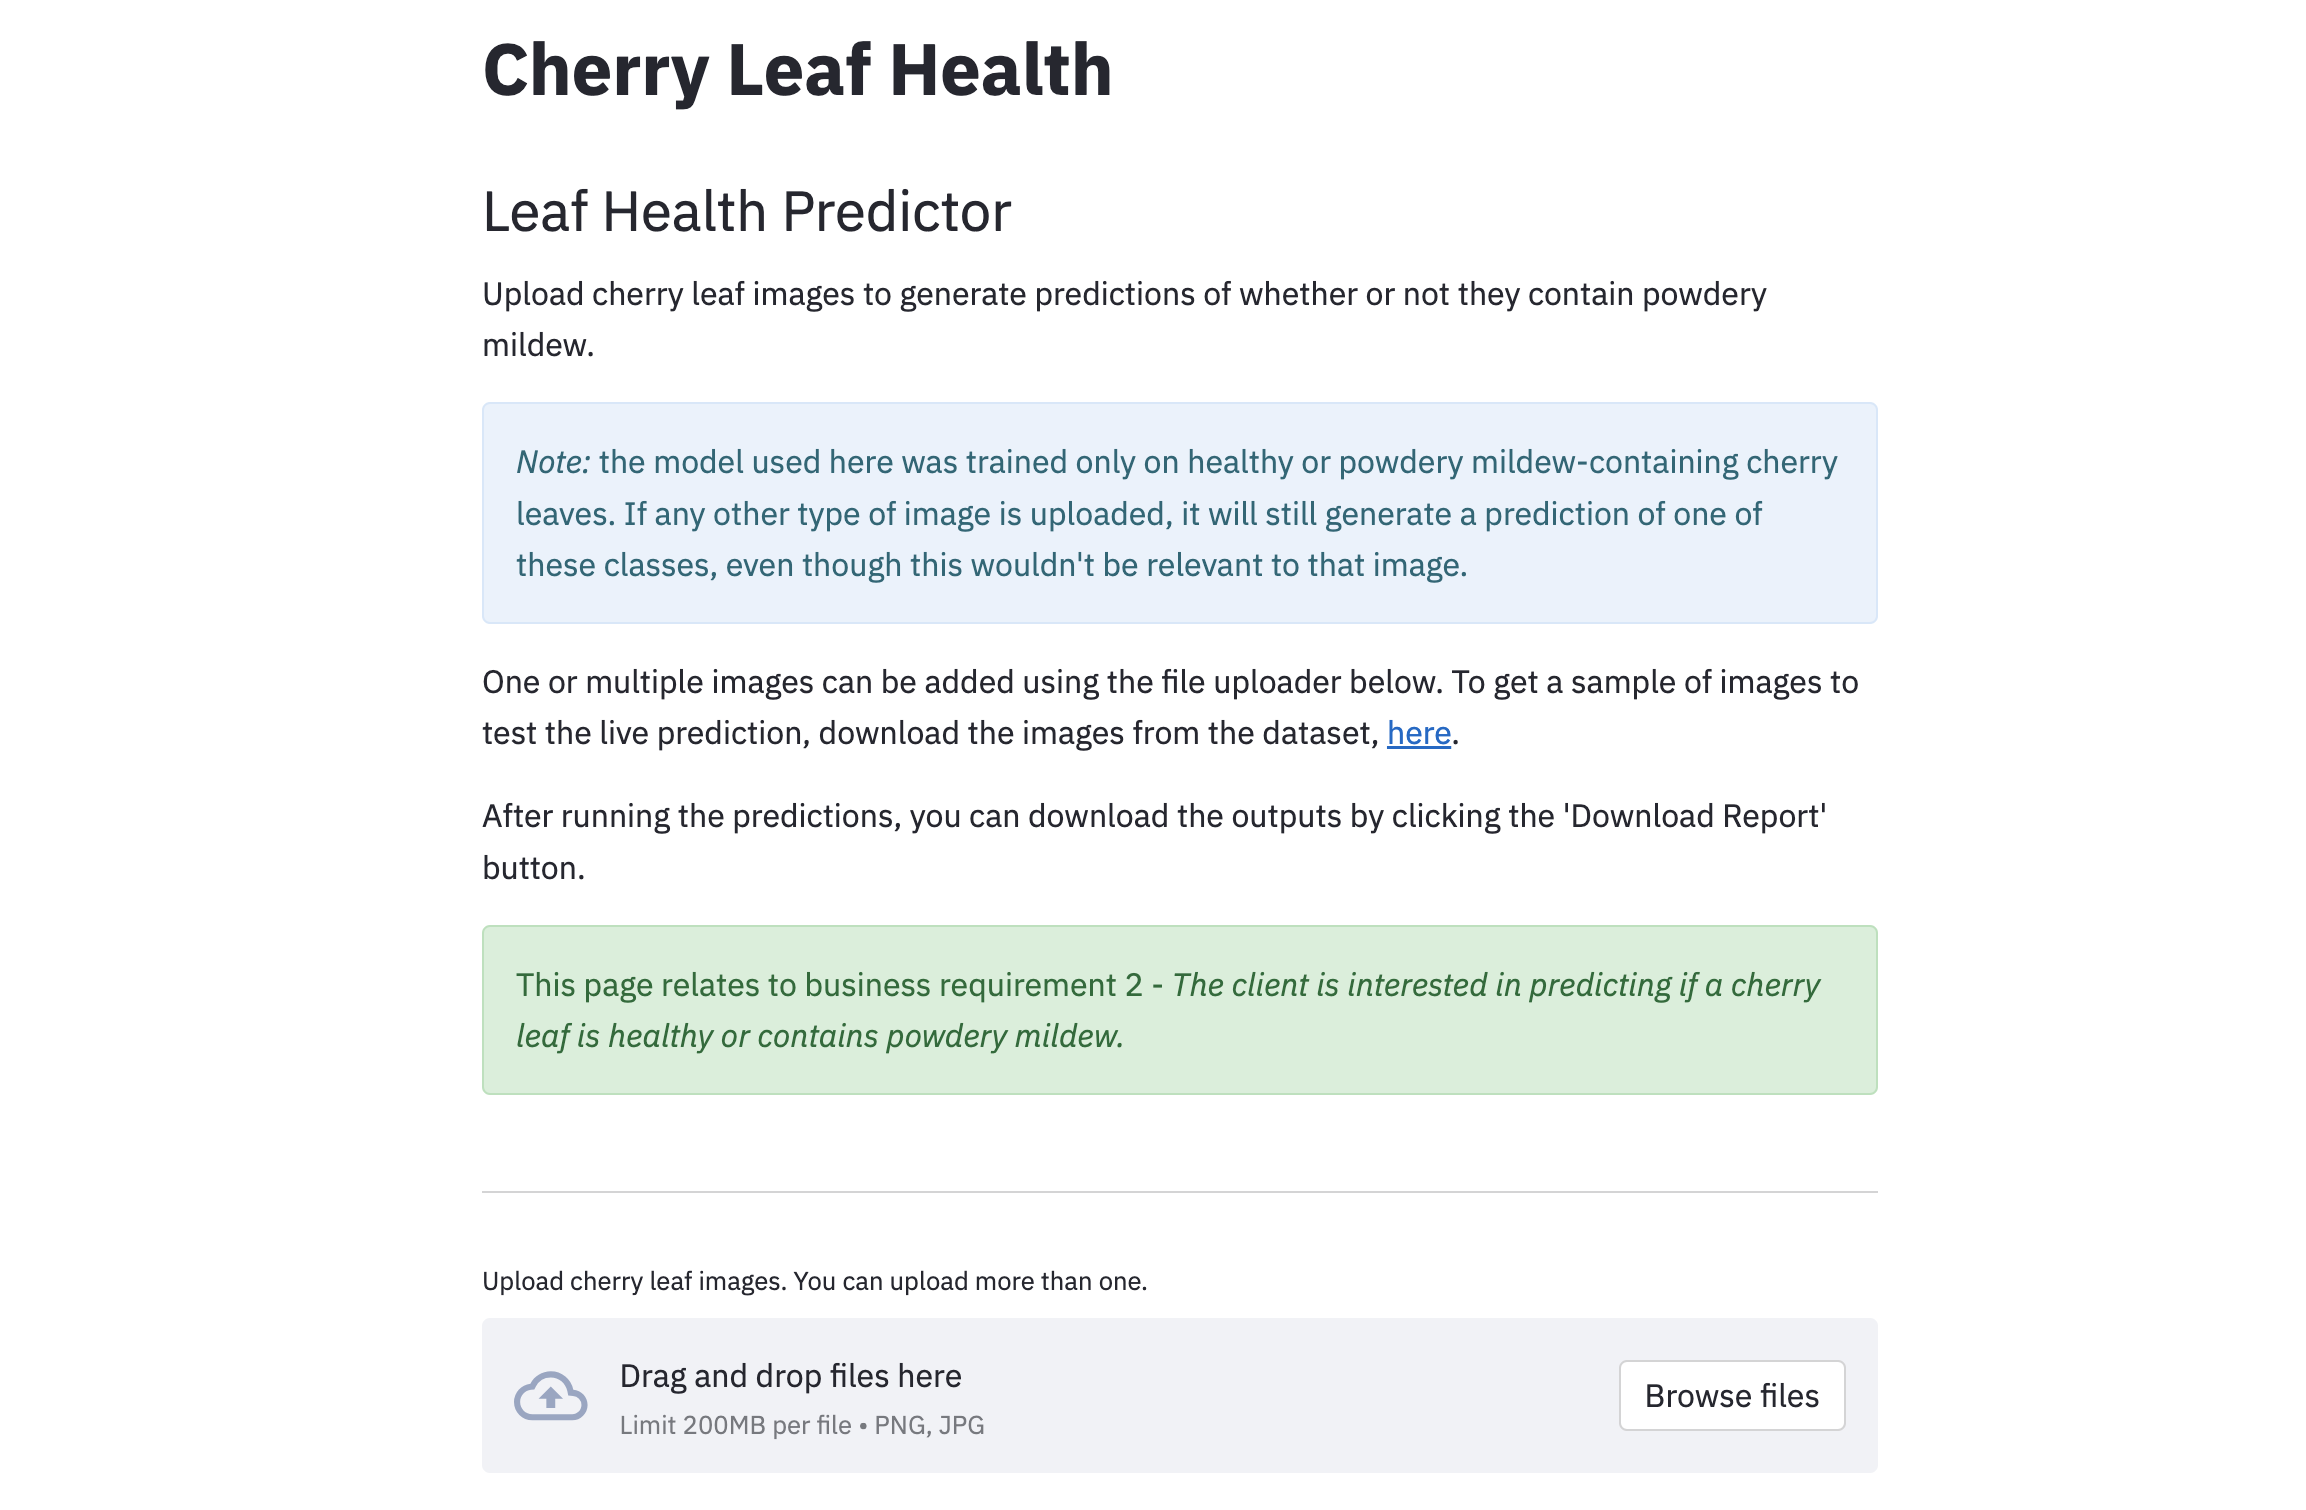 Cherry Leaf Health
Leaf Health Predictor
Upload cherry leaf images to generate predictions of whether or not they contain powdery
mildew.
Note: the model used here was trained only on healthy or powdery mildew-containing cherry
leaves. If any other type of image is uploaded, it will still generate a prediction of one of
these classes, even though this wouldn't be relevant to that image.
One or multiple images can be added using the file uploader below. To get a sample of images to
test the live prediction, download the images from the dataset, here.
After running the predictions, you can download the outputs by clicking the 'Download Report'
button.
This page relates to business requirement 2 - The client is interested in predicting if a cherry
leaf is healthy or contains powdery mildew.
Upload cherry leaf images. You can upload more than one.
Drag and drop files here
Limit 200MB per file • PNG, JPG
Browse files